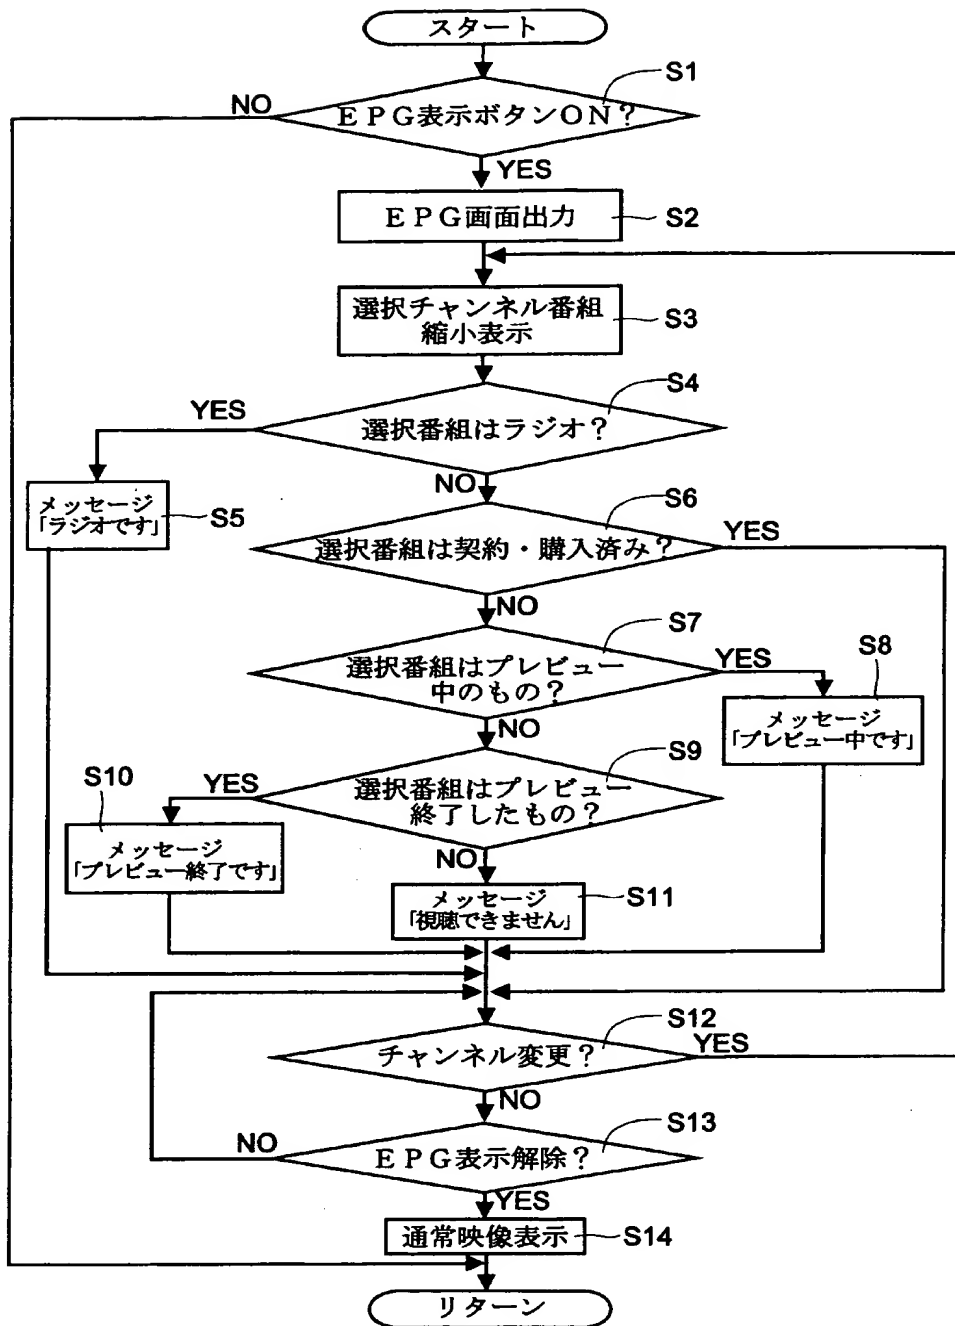 スタート
S1
NO
EPG表示ボタンON?
YES
EPG画面出力
S2
選択チャンネル番組
縮小表示
S3
S4
YES
選択番組はラジオ?
NO
メッセージ
「ラジオです」
S5
S6
YES
選択番組は契約・購入済み?
NO
S7
YES
選択番組はプレビュー
中のもの?
S8
メッセージ
「プレビュー中です」
NO
S9
S10
YES
選択番組はプレビュー
終了したもの?
メッセージ
「プレビュー終了です」
NO
メッセージ
「視聴できません」
S11
S12
チャンネル変更?
YES
NO
S13
NO
EPG表示解除?
YES
通常映像表示
S14
リターン